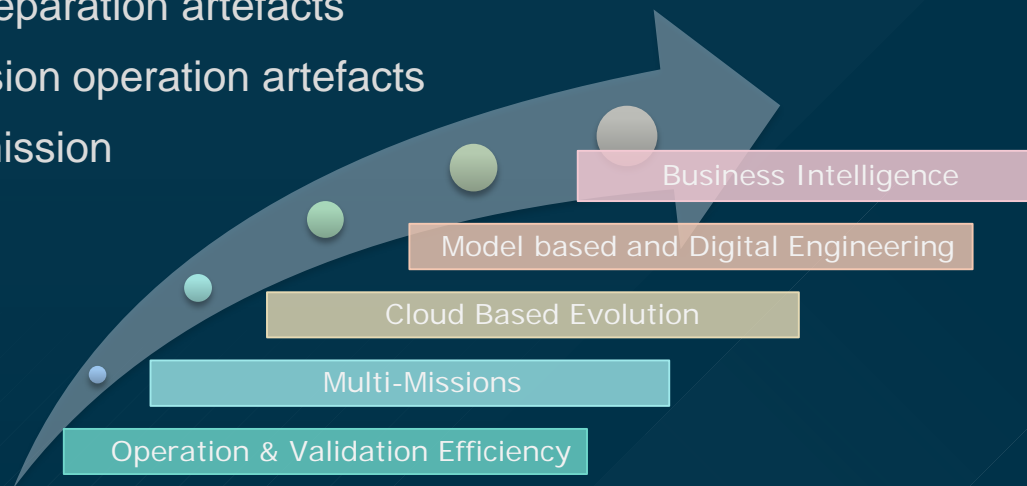 eparation artefacts
sion operation artefacts
ission
Business Intelligence
Model based and Digital Engineering
Cloud Based Evolution
Multi-Missions
Operation & Validation Efficiency